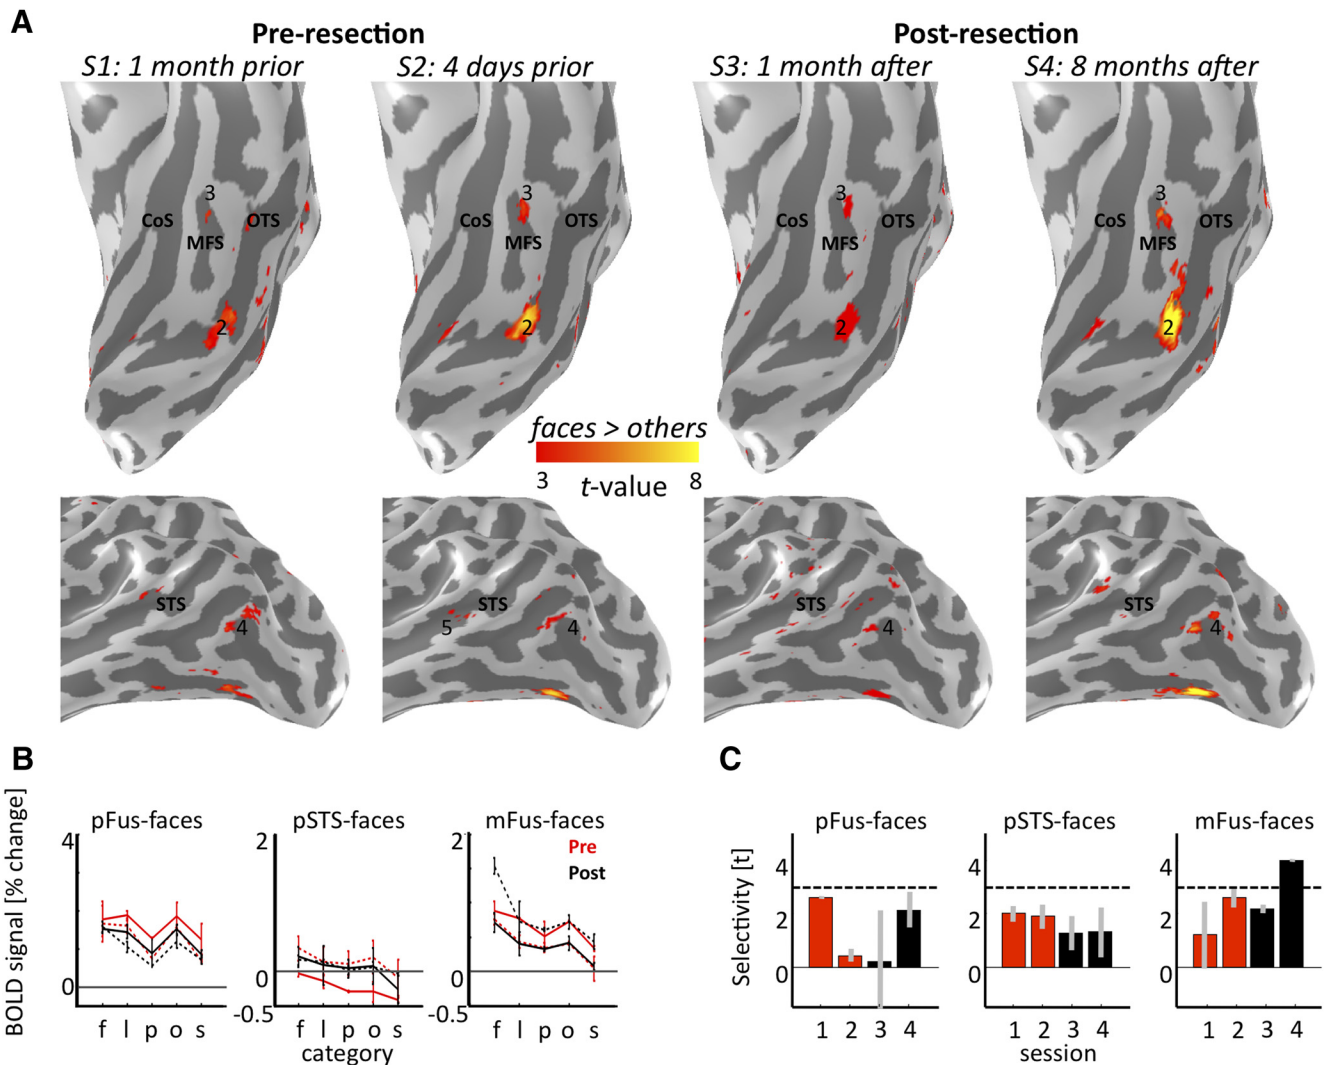 A
Pre-resection
Post-resection
S1: 1 month prior
S2: 4 days prior
S3: 1 month after
S4: 8 months after
3
CoS
OTS
MFS
2
3
CoS
OTS
MFS
2
3
CoS
OTS
MFS
2
3
CoS
OTS
MFS
2
faces > others
3
t-value
8
STS
4
STS
5
4
STS
4
STS
4
B
BOLD signal [% change]
pFus-faces
4
0
f l p o s
pSTS-faces
2
0
-0.5
f l p o s
category
mFus-faces
2
Pre
Post
0
-0.5
f l p o s
C
Selectivity [t]
pFus-faces
4
2
0
1 2 3 4
pSTS-faces
4
2
0
1 2 3 4
session
mFus-faces
4
2
0
1 2 3 4